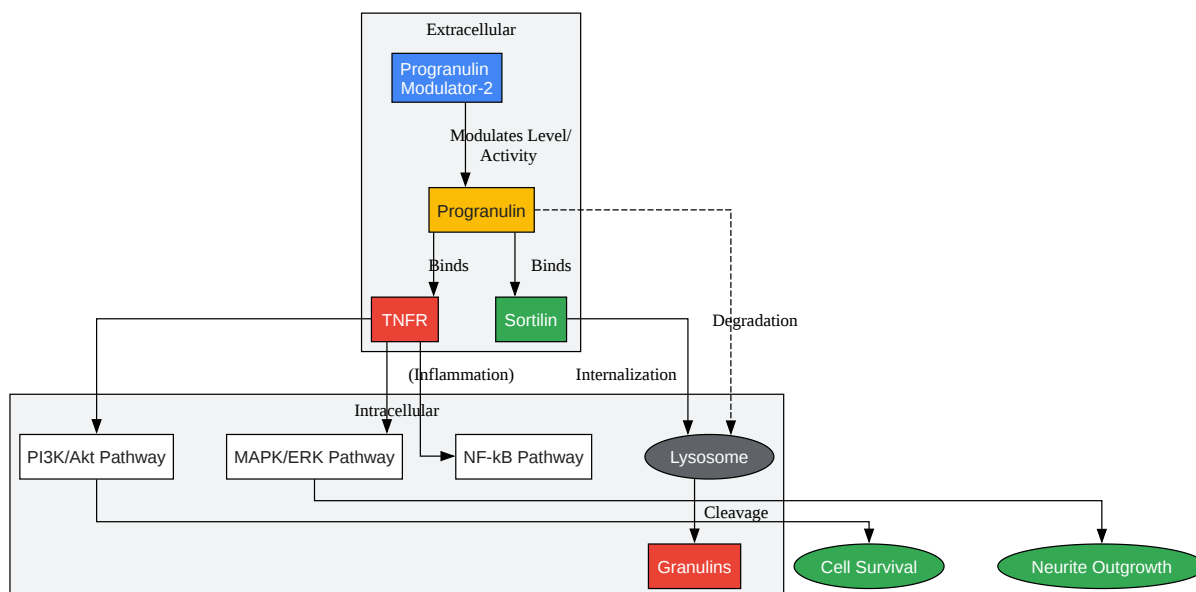 Extracellular
Progranulin
Modulator-2
Modulates Level/
Activity
Progranulin
Binds
Binds
TNFR
Sortilin
Degradation
(Inflammation)
Internalization
Intracellular
PI3K/Akt Pathway
MAPK/ERK Pathway
NF-kB Pathway
Lysosome
Cleavage
Granulins
Cell Survival
Neurite Outgrowth